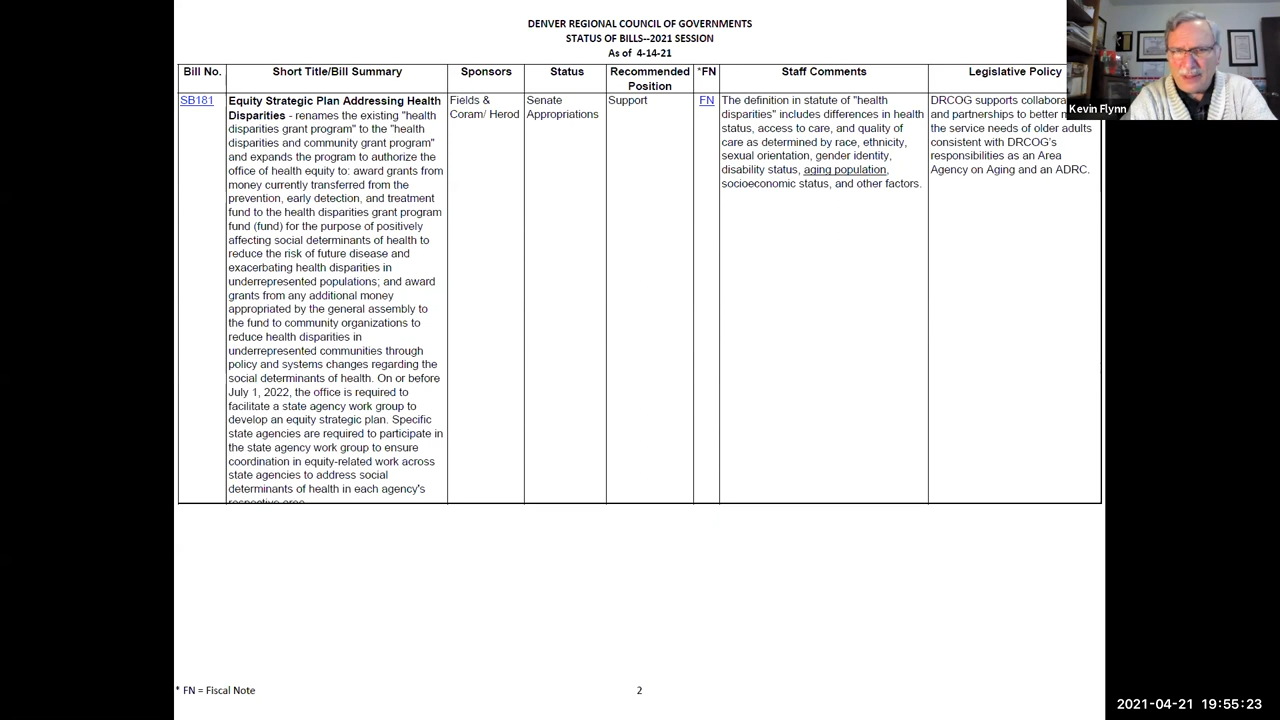 DENVER REGIONAL COUNCIL OF GOVERNMENTS
STATUS OF BILLS--2021 SESSION
As of 4-14-21
Bill No.
Short Title/Bill Summary
Sponsors
Status
Recommended
Position
*FN
Staff Comments
Legislative Policy
SB181
Equity Strategic Plan Addressing Health
Disparities - renames the existing "health
disparities grant program" to the "health
disparities and community grant program"
and expands the program to authorize the
office of health equity to: award grants from
money currently transferred from the
prevention, early detection, and treatment
fund to the health disparities grant program
fund (fund) for the purpose of positively
affecting social determinants of health to
reduce the risk of future disease and
exacerbating health disparities in
underrepresented populations; and award
grants from any additional money
appropriated by the general assembly to
the fund to community organizations to
reduce health disparities in
underrepresented communities through
policy and systems changes regarding the
social determinants of health. On or before
July 1, 2022, the office is required to
facilitate a state agency work group to
develop an equity strategic plan. Specific
state agencies are required to participate in
the state agency work group to ensure
coordination in equity-related work across
state agencies to address social
determinants of health in each agency's
respective area.
Fields &
Coram/ Herod
Senate
Appropriations
Support
FN
The definition in statute of "health
disparities" includes differences in health
status, access to care, and quality of
care as determined by race, ethnicity,
sexual orientation, gender identity,
disability status, aging population,
socioeconomic status, and other factors.
DRCOG supports
and partnerships to better
the service needs of older adults
consistent with DRCOG's
responsibilities as an Area
Agency on Aging and an ADRC.
Kevin Flynn
* FN = Fiscal Note
2
2021-04-21 19:55:23